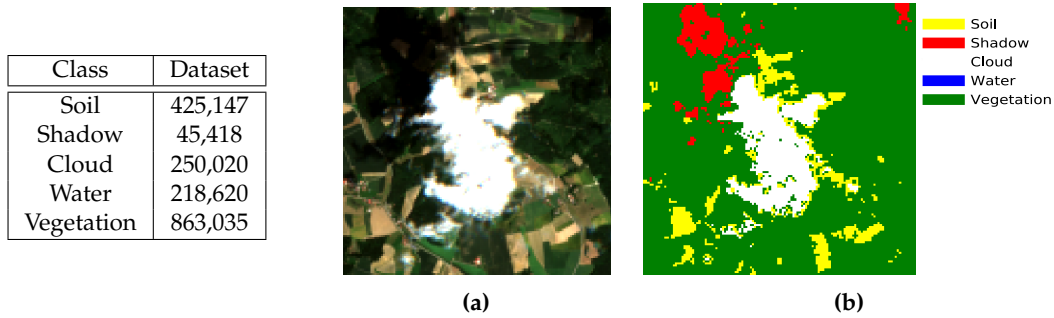 Class Dataset
Soil 425,147
Shadow 45,418
Cloud 250,020
Water 218,620
Vegetation 863,035
(a)
Soil
Shadow
Cloud
Water
Vegetation
(b)